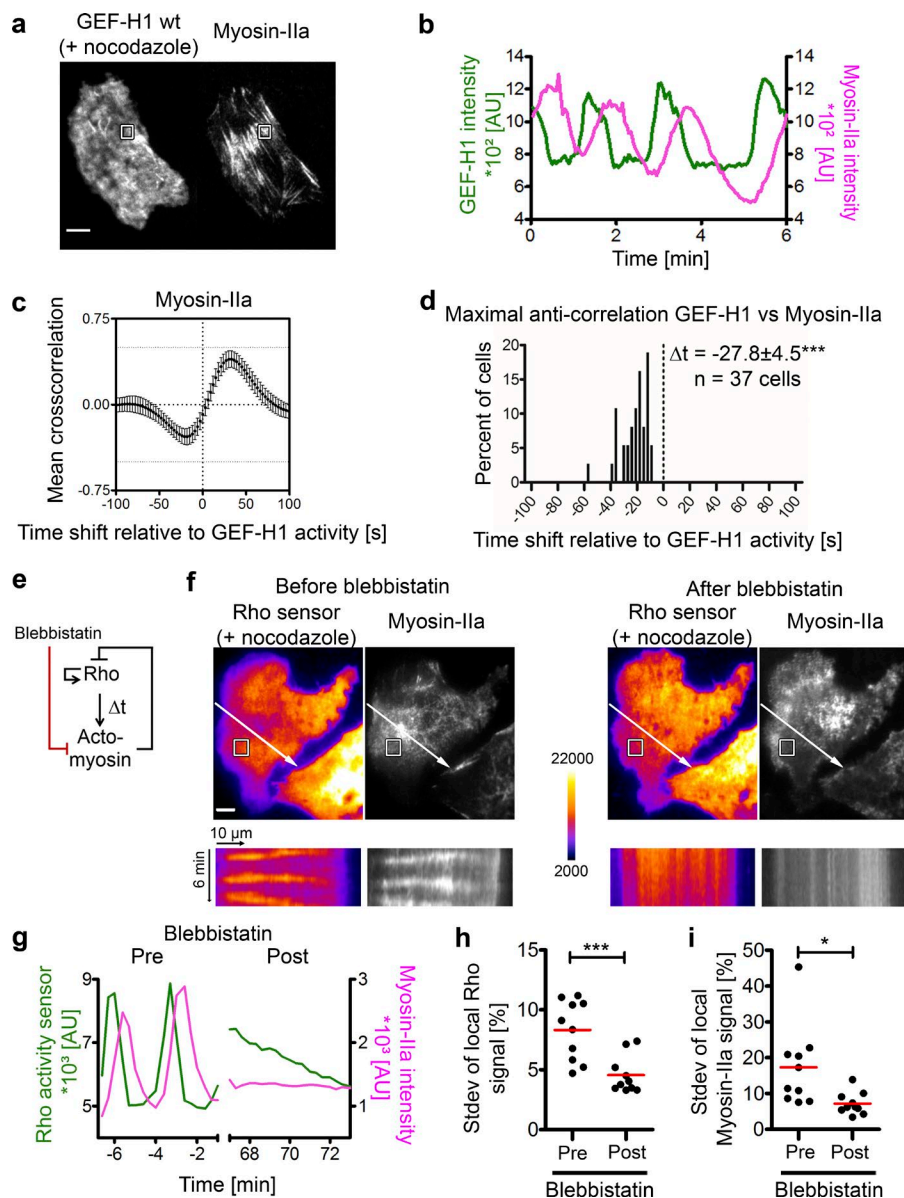 a
GEF-H1 wt
(+ nocodazole)
Myosin-IIa
b
GEF-H1 intensity
*10² [AU]
14
12
10
8
6
4
0
2
4
6
Time [min]
14
12
10
8
6
4
Myosin-IIa intensity
*10² [AU]
c
Myosin-IIa
Mean crosscorrelation
0.75
0.00
-0.75
-100
-50
0
50
100
Time shift relative to GEF-H1 activity [s]
d
Maximal anti-correlation GEF-H1 vs Myosin-IIa
Δt = -27.8±4.5***
n = 37 cells
Percent of cells
20
15
10
5
0
-100
-80
-60
-40
-20
0
20
40
60
80
100
Time shift relative to GEF-H1 activity [s]
e
Blebbistatin
Rho
Δt
Acto-
myosin
f
Before blebbistatin
Rho sensor
(+ nocodazole)
Myosin-IIa
After blebbistatin
Rho sensor
(+ nocodazole)
Myosin-IIa
22000
2000
10 µm
6 min
g
Blebbistatin
Pre
Post
Rho activity sensor
*10³ [AU]
9
7
5
-6
-4
-2
68
70
72
Time [min]
3
2
1
Myosin-IIa intensity
*10³ [AU]
h
Stdev of local Rho
signal [%]
15
10
5
0
***
Pre
Post
Blebbistatin
i
Stdev of local
Myosin-IIa signal [%]
50
40
30
20
10
0
*
Pre
Post
Blebbistatin